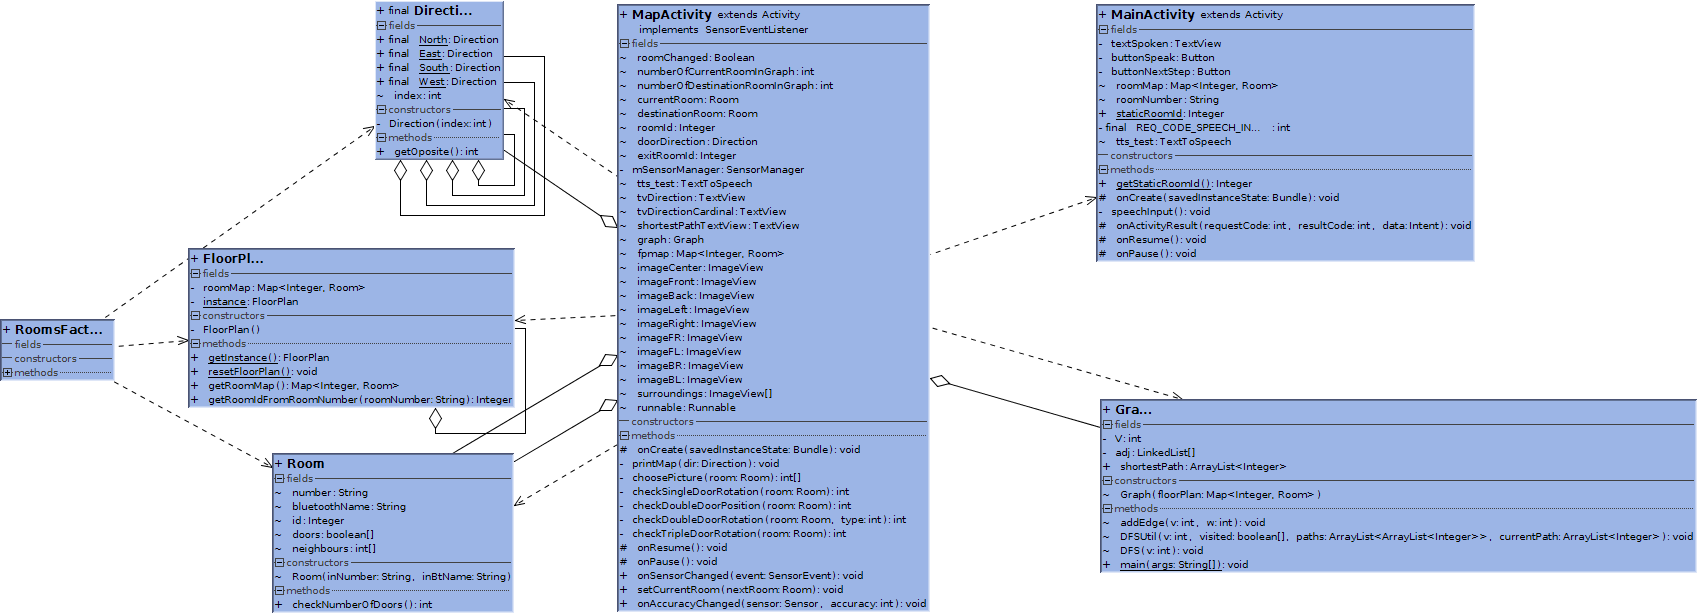 + final Directi...
fields
+ final North: Direction
+ final East: Direction
+ final South: Direction
+ final West: Direction
~ index: int
constructors
- Direction(index: int)
methods
+ getOposite(): int
+ FloorPl...
fields
- roomMap: Map<Integer, Room>
- instance: FloorPlan
constructors
- FloorPlan()
methods
+ getInstance(): FloorPlan
+ resetFloorPlan(): void
+ getRoomMap(): Map<Integer, Room>
+ getRoomIdFromRoomNumber(roomNumber: String): Integer
+ RoomsFact...
fields
constructors
methods
+ Room
fields
~ number: String
~ bluetoothName: String
~ id: Integer
~ doors: boolean[]
~ neighbours: int[]
constructors
~ Room(inNumber: String, inBtName: String)
methods
+ checkNumberOfDoors(): int
+ MapActivity extends Activity
implements SensorEventListener
fields
~ roomChanged: Boolean
~ numberOfCurrentRoomInGraph: int
~ numberOfDestinationRoomInGraph: int
~ currentRoom: Room
~ destinationRoom: Room
~ roomId: Integer
~ doorDirection: Direction
~ exitRoomId: Integer
- mSensorManager: SensorManager
~ tts_test: TextToSpeech
~ tvDirection: TextView
~ tvDirectionCardinal: TextView
~ shortestPathTextView: TextView
~ graph: Graph
~ fpmap: Map<Integer, Room>
~ imageCenter: ImageView
~ imageFront: ImageView
~ imageBack: ImageView
~ imageLeft: ImageView
~ imageRight: ImageView
~ imageFR: ImageView
~ imageFL: ImageView
~ imageBR: ImageView
~ imageBL: ImageView
~ surroundings: ImageView[]
~ runnable: Runnable
constructors
methods
# onCreate(savedInstanceState: Bundle): void
- printMap(dir: Direction): void
- choosePicture(room: Room): int[]
- checkSingleDoorRotation(room: Room): int
- checkDoubleDoorPosition(room: Room): int
- checkDoubleDoorRotation(room: Room, type: int): int
- checkTripleDoorRotation(room: Room): int
# onResume(): void
# onPause(): void
+ onSensorChanged(event: SensorEvent): void
+ setCurrentRoom(nextRoom: Room): void
+ onAccuracyChanged(sensor: Sensor, accuracy: int): void
+ MainActivity extends Activity
fields
- textSpoken: TextView
- buttonSpeak: Button
- buttonNextStep: Button
~ roomMap: Map<Integer, Room>
~ roomNumber: String
+ staticRoomId: Integer
- final REQ_CODE_SPEECH_IN... : int
~ tts_test: TextToSpeech
constructors
methods
+ getStaticRoomId(): Integer
# onCreate(savedInstanceState: Bundle): void
- speechInput(): void
# onActivityResult(requestCode: int, resultCode: int, data: Intent): void
# onResume(): void
# onPause(): void
+ Gra...
fields
- V: int
- adj: LinkedList[]
+ shortestPath: ArrayList<Integer>
constructors
~ Graph(floorPlan: Map<Integer, Room>)
methods
~ addEdge(v: int, w: int): void
~ DFSUtil(v: int, visited: boolean[], paths: ArrayList<ArrayList<Integer>>, currentPath: ArrayList<Integer>): void
~ DFS(v: int): void
+ main(args: String[]): void